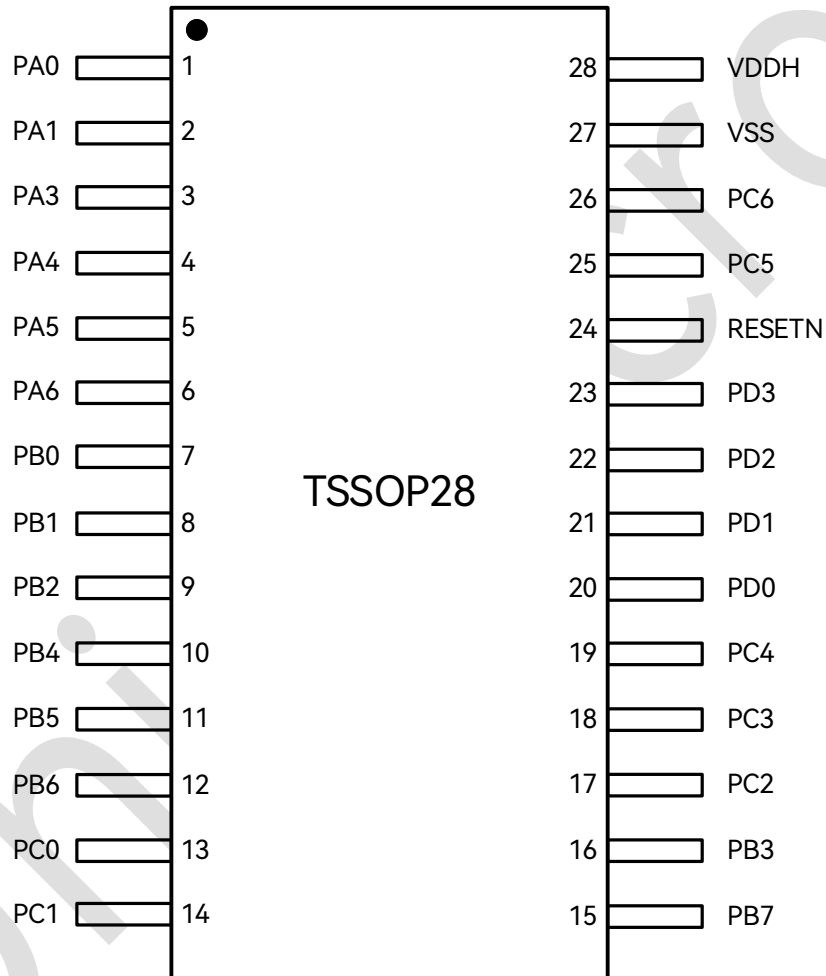 PA0 1 28 VDDH
PA1 2 27 VSS
PA3 3 26 PC6
PA4 4 25 PC5
PA5 5 24 RESETN
PA6 6 23 PD3
PB0 7 22 PD2
TSSOP28
PB1 8 21 PD1
PB2 9 20 PD0
PB4 10 19 PC4
PB5 11 18 PC3
PB6 12 17 PC2
PC0 13 16 PB3
PC1 14 15 PB7